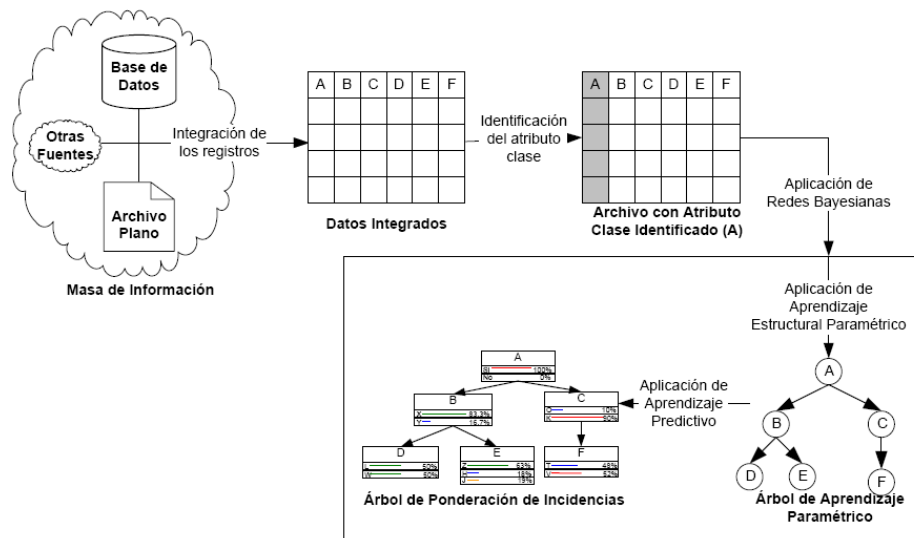 Base de
Datos
Otras
Fuentes
Archivo
Plano
Masa de Información
Integración de
los registros
A B C D E F
Datos Integrados
Identificación
del atributo
clase
A B C D E F
Archivo con Atributo
Clase Identificado (A)
Aplicación de
Redes Bayesianas
Aplicación de
Aprendizaje
Estructural Paramétrico
A
B C
D E F
Árbol de Aprendizaje
Paramétrico
Aplicación de
Aprendizaje
Predictivo
A
Si 100%
No 0%
B
X 83,3%
Y 16,7%
C
O 10%
K 90%
D
L 50%
W 50%
E
Z 63%
H 18%
J 19%
F
T 48%
V 52%
Árbol de Ponderación de Incidencias